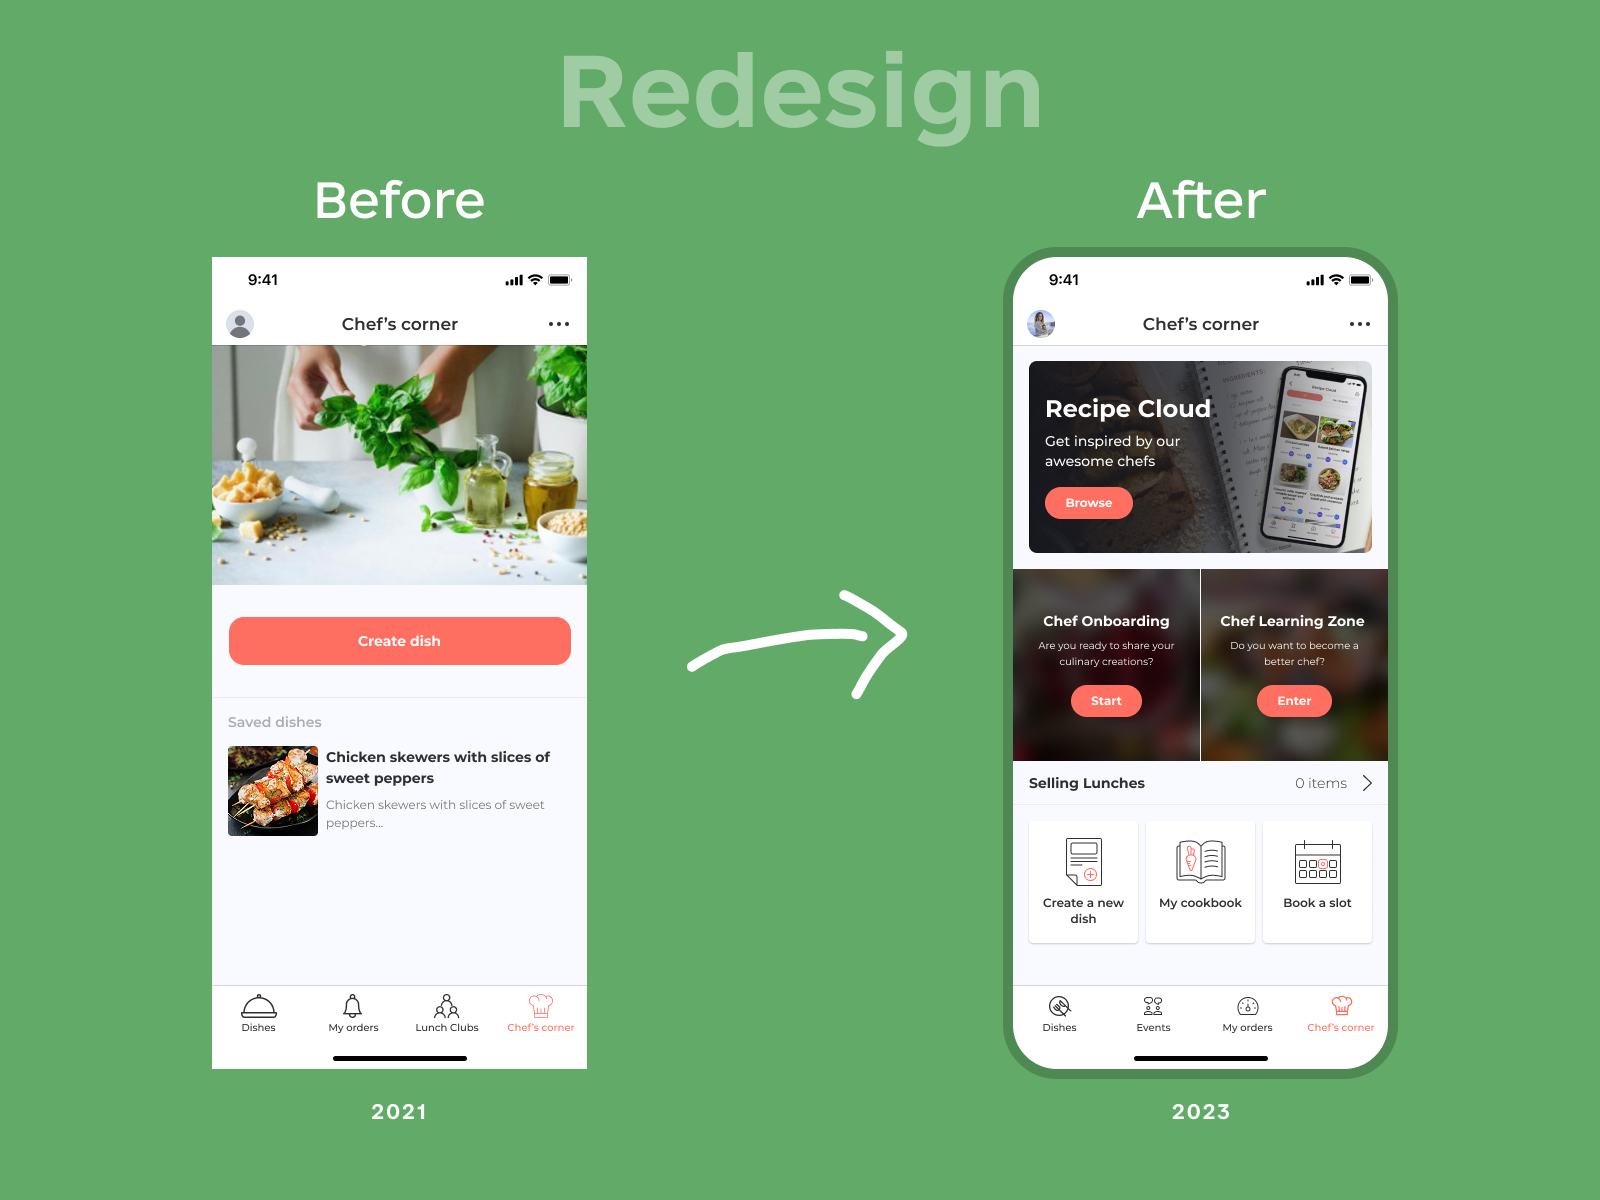 Redesign
Before
After
9:41
Chef's corner
Create dish
Saved dishes
Chicken skewers with slices of
sweet peppers
Chicken skewers with slices of sweet
peppers...
Dishes
My orders
Lunch Clubs
Chef's corner
2021
9:41
Chef's corner
Recipe Cloud
Get inspired by our
awesome chefs
Browse
INGREDIENTS:
Recipe Cloud
Chef Onboarding
Are you ready to share your
culinary creations?
Start
Chef Learning Zone
Do you want to become a
better chef?
Enter
Selling Lunches
0 items
Create a new
dish
My cookbook
Book a slot
Dishes
Events
My orders
Chef's corner
2023